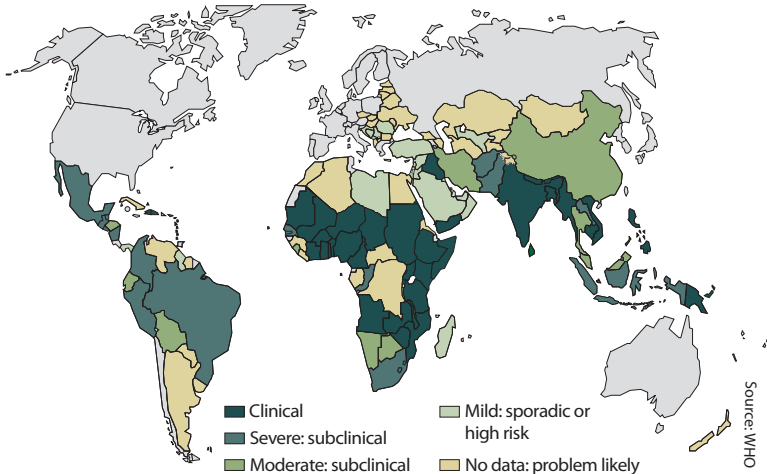 Clinical
Severe: subclinical
Moderate: subclinical
Mild: sporadic or
high risk
No data: problem likely
Source: WHO